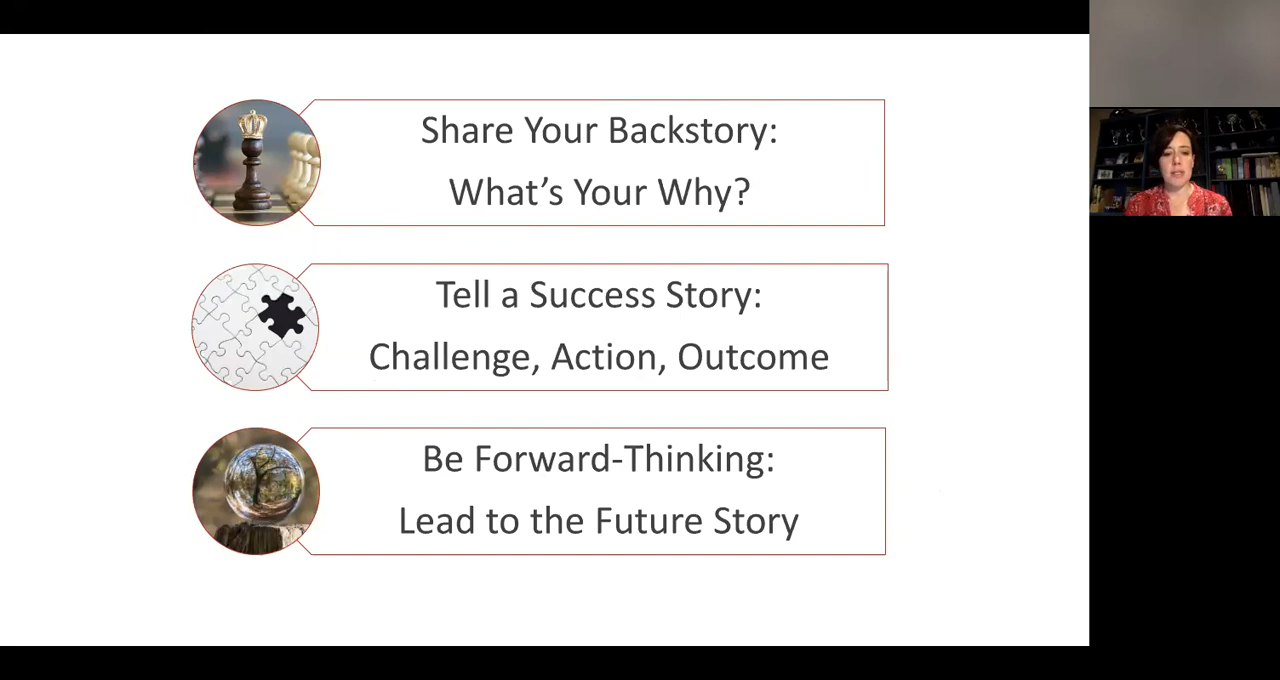 Share Your Backstory:
What’s Your Why?
Tell a Success Story:
Challenge, Action, Outcome
Be Forward-Thinking:
Lead to the Future Story